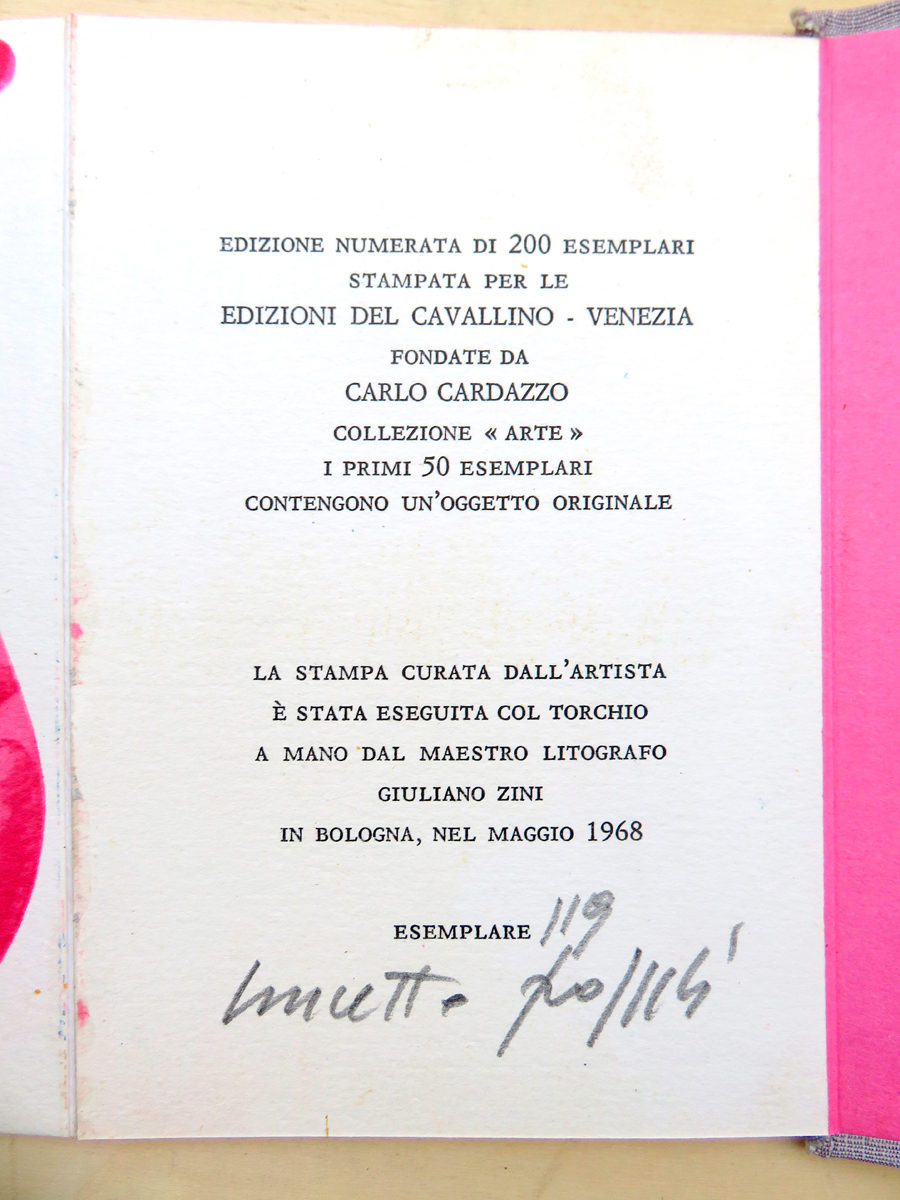 EDIZIONE NUMERATA DI 200 ESEMPLARI
STAMPATA PER LE
EDIZIONI DEL CAVALLINO - VENEZIA
FONDATE DA
CARLO CARDAZZO
COLLEZIONE « ARTE »
I PRIMI 50 ESEMPLARI
CONTENGONO UN'OGGETTO ORIGINALE
LA STAMPA CURATA DALL'ARTISTA
È STATA ESEGUITA COL TORCHIO
A MANO DAL MAESTRO LITOGRAFO
GIULIANO ZINI
IN BOLOGNA, NEL MAGGIO 1968
ESEMPLARE 119